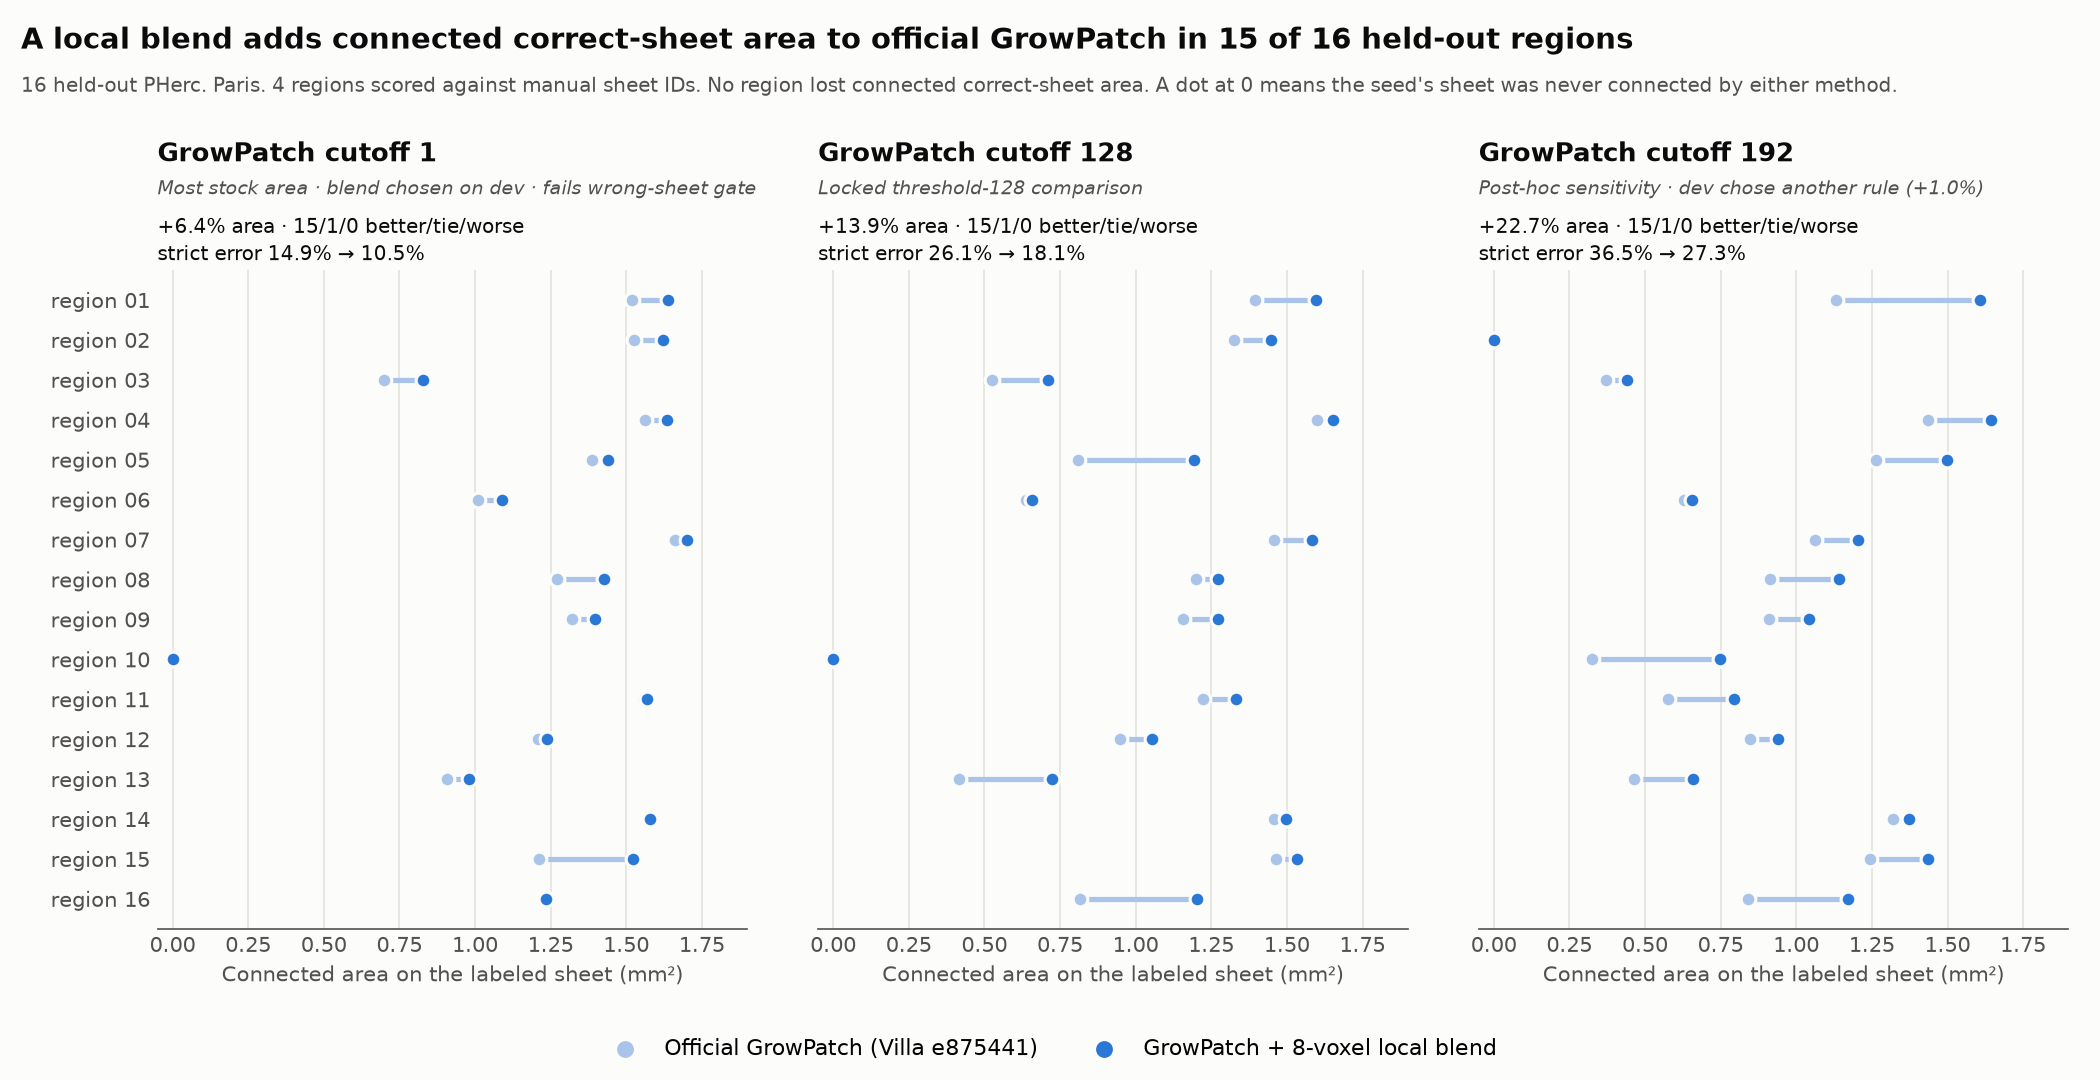 A local blend adds connected correct-sheet area to official GrowPatch in 15 of 16 held-out regions
16 held-out PHerc. Paris. 4 regions scored against manual sheet IDs. No region lost connected correct-sheet area. A dot at 0 means the seed's sheet was never connected by either method.
GrowPatch cutoff 1
Most stock area · blend chosen on dev · fails wrong-sheet gate
+6.4% area · 15/1/0 better/tie/worse
strict error 14.9% → 10.5%
GrowPatch cutoff 128
Locked threshold-128 comparison
+13.9% area · 15/1/0 better/tie/worse
strict error 26.1% → 18.1%
GrowPatch cutoff 192
Post-hoc sensitivity · dev chose another rule (+1.0%)
+22.7% area · 15/1/0 better/tie/worse
strict error 36.5% → 27.3%
region 01
region 02
region 03
region 04
region 05
region 06
region 07
region 08
region 09
region 10
region 11
region 12
region 13
region 14
region 15
region 16
0.00 0.25 0.50 0.75 1.00 1.25 1.50 1.75
Connected area on the labeled sheet (mm²)
0.00 0.25 0.50 0.75 1.00 1.25 1.50 1.75
Connected area on the labeled sheet (mm²)
0.00 0.25 0.50 0.75 1.00 1.25 1.50 1.75
Connected area on the labeled sheet (mm²)
Official GrowPatch (Villa e875441)
GrowPatch + 8-voxel local blend